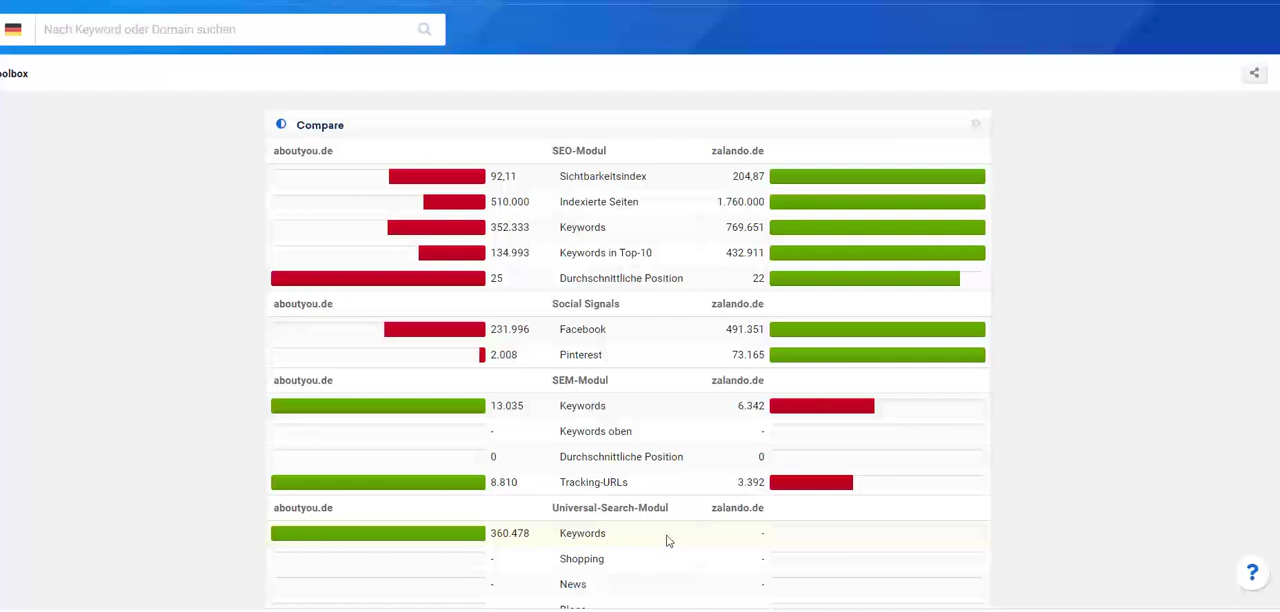 Nach Keyword oder Domain suchen
oolbox
Compare
aboutyou.de SEO-Modul zalando.de
92,11 Sichtbarkeitsindex 204,87
510.000 Indexierte Seiten 1.760.000
352.333 Keywords 769.651
134.993 Keywords in Top-10 432.911
25 Durchschnittliche Position 22
aboutyou.de Social Signals zalando.de
231.996 Facebook 491.351
2.008 Pinterest 73.165
aboutyou.de SEM-Modul zalando.de
13.035 Keywords 6.342
- Keywords oben -
0 Durchschnittliche Position 0
8.810 Tracking-URLs 3.392
aboutyou.de Universal-Search-Modul zalando.de
360.478 Keywords -
- Shopping -
- News -
?